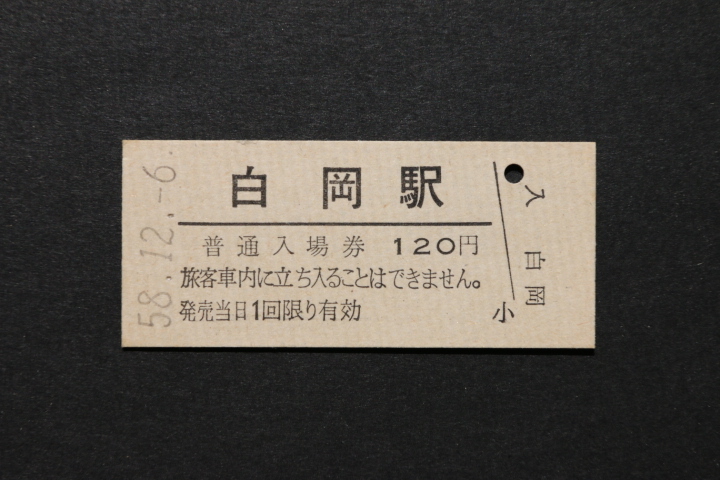 58.12.-6.
白岡駅
普通入場券 120円
旅客車内に立ち入ることはできません。
発売当日1回限り有効
小
入
白岡